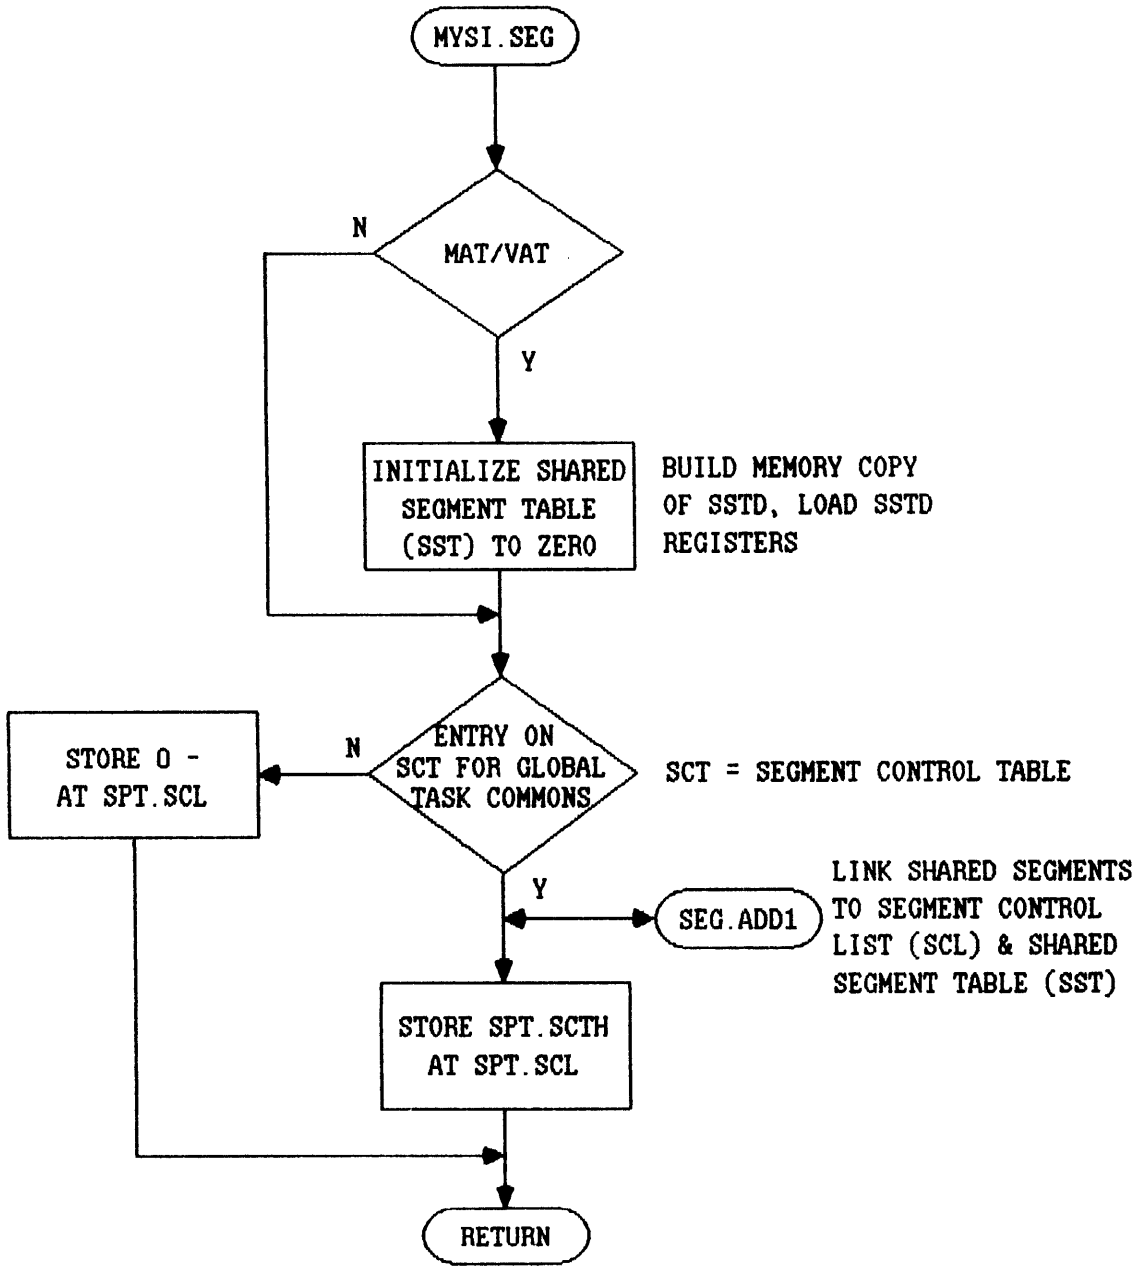 MYSI.SEG
N
MAT/VAT
Y
INITIALIZE SHARED
SEGMENT TABLE
(SST) TO ZERO
BUILD MEMORY COPY
OF SSTD, LOAD SSTD
REGISTERS
STORE 0 -
AT SPT.SCL
N
ENTRY ON
SCT FOR GLOBAL
TASK COMMONS
SCT = SEGMENT CONTROL TABLE
Y
SEG.ADD1
LINK SHARED SEGMENTS
TO SEGMENT CONTROL
LIST (SCL) & SHARED
SEGMENT TABLE (SST)
STORE SPT.SCTH
AT SPT.SCL
RETURN